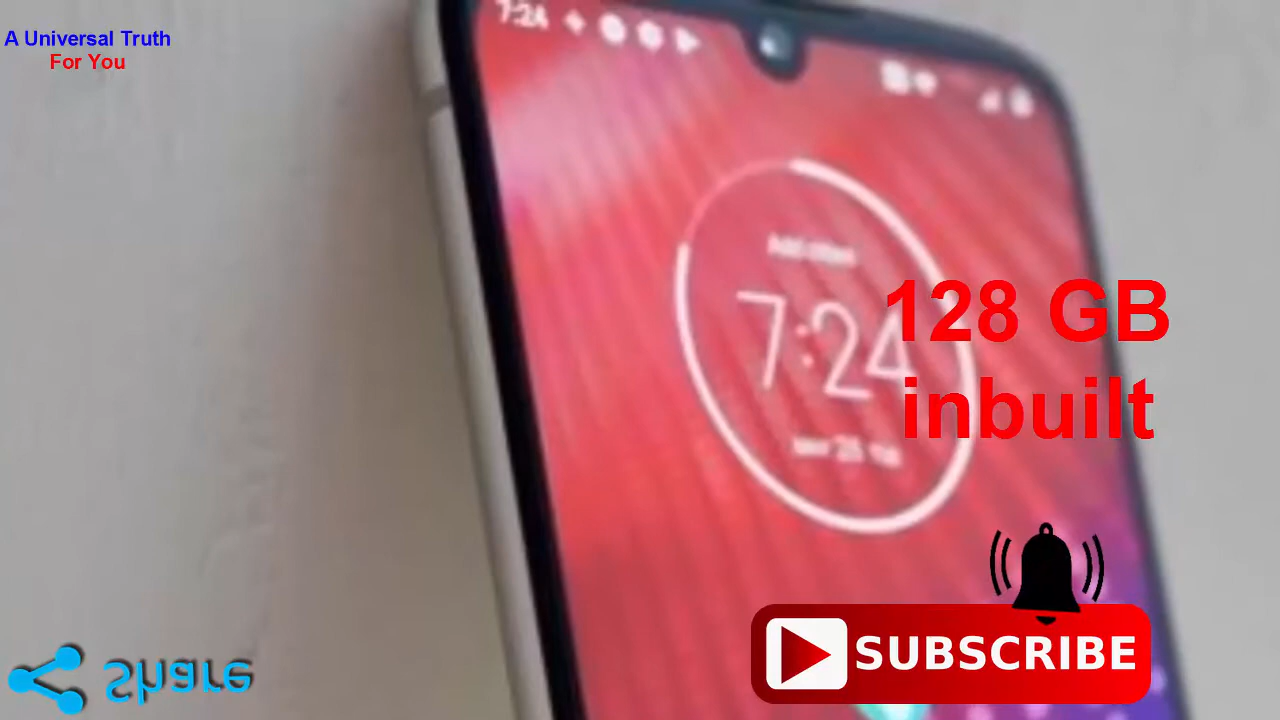 A Universal Truth
For You
7:24
7:24
128 GB
inbuilt
SUBSCRIBE
Share